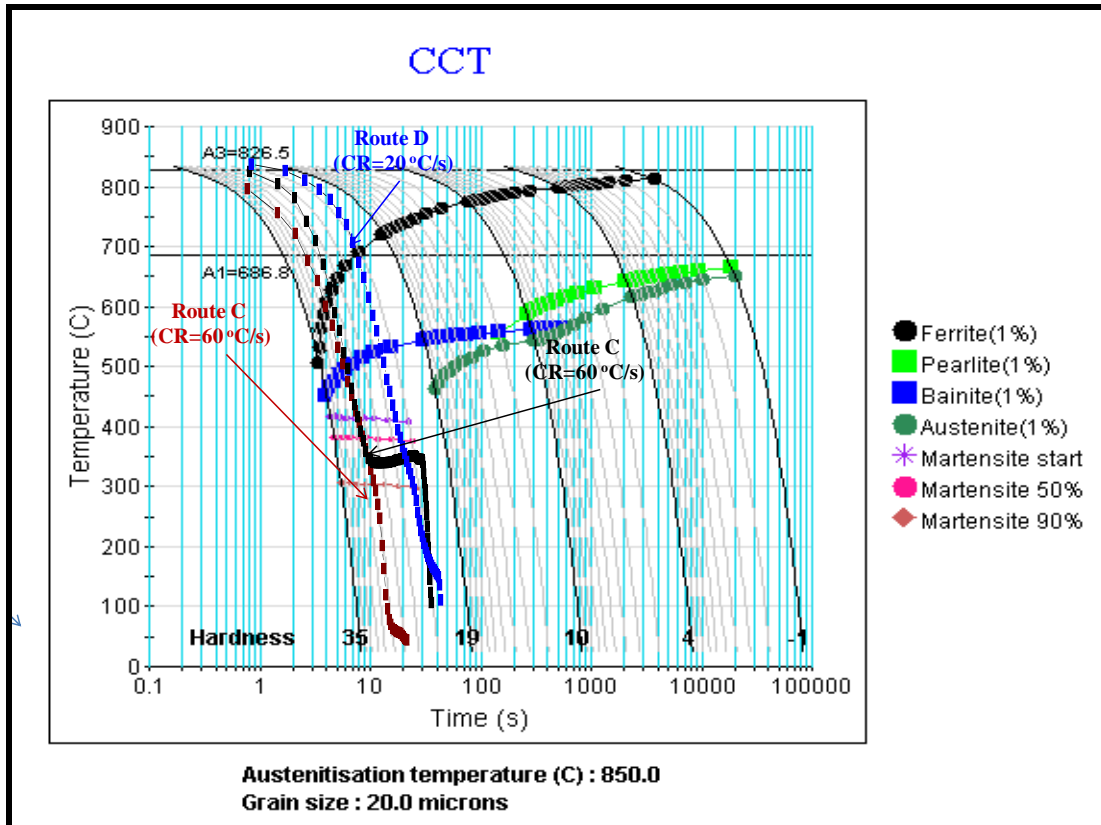 CCT
900
800
700
600
500
400
300
200
100
0
Temperature (C)
A3=826.5
A1=686.8
Route D
(CR=20 °C/s)
Route C
(CR=60 °C/s)
Route C
(CR=60 °C/s)
Hardness 35 19 10 4 -1
0.1 1 10 100 1000 10000 100000
Time (s)
Ferrite(1%)
Pearlite(1%)
Bainite(1%)
Austenite(1%)
Martensite start
Martensite 50%
Martensite 90%
Austenitisation temperature (C) : 850.0
Grain size : 20.0 microns